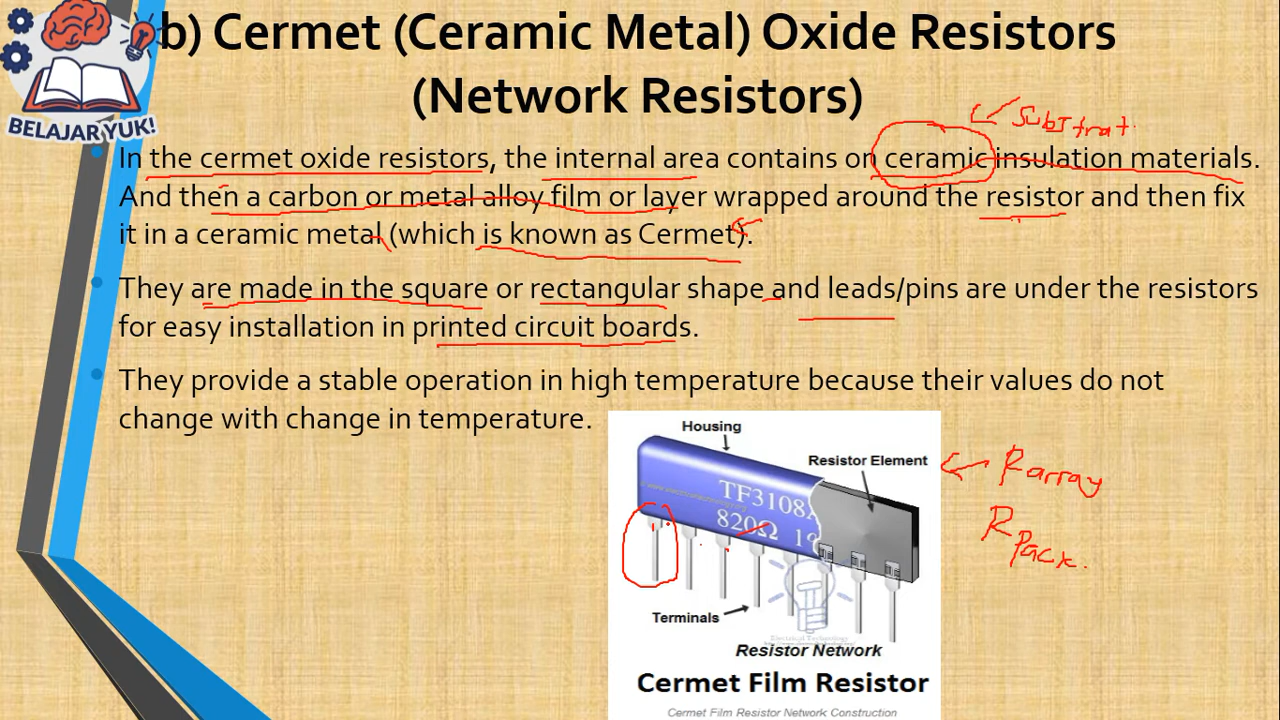 b) Cermet (Ceramic Metal) Oxide Resistors
(Network Resistors)
BELAJAR YUK!
Substrat.
In the cermet oxide resistors, the internal area contains on ceramic insulation materials.
And then a carbon or metal alloy film or layer wrapped around the resistor and then fix
it in a ceramic metal (which is known as Cermet).
They are made in the square or rectangular shape and leads/pins are under the resistors
for easy installation in printed circuit boards.
They provide a stable operation in high temperature because their values do not
change with change in temperature.
Housing
Resistor Element
TF3108
820Ω 1%
Terminals
Electrical Technology
Resistor Network
Cermet Film Resistor
Cermet Film Resistor Network Construction
R array
R Pack.